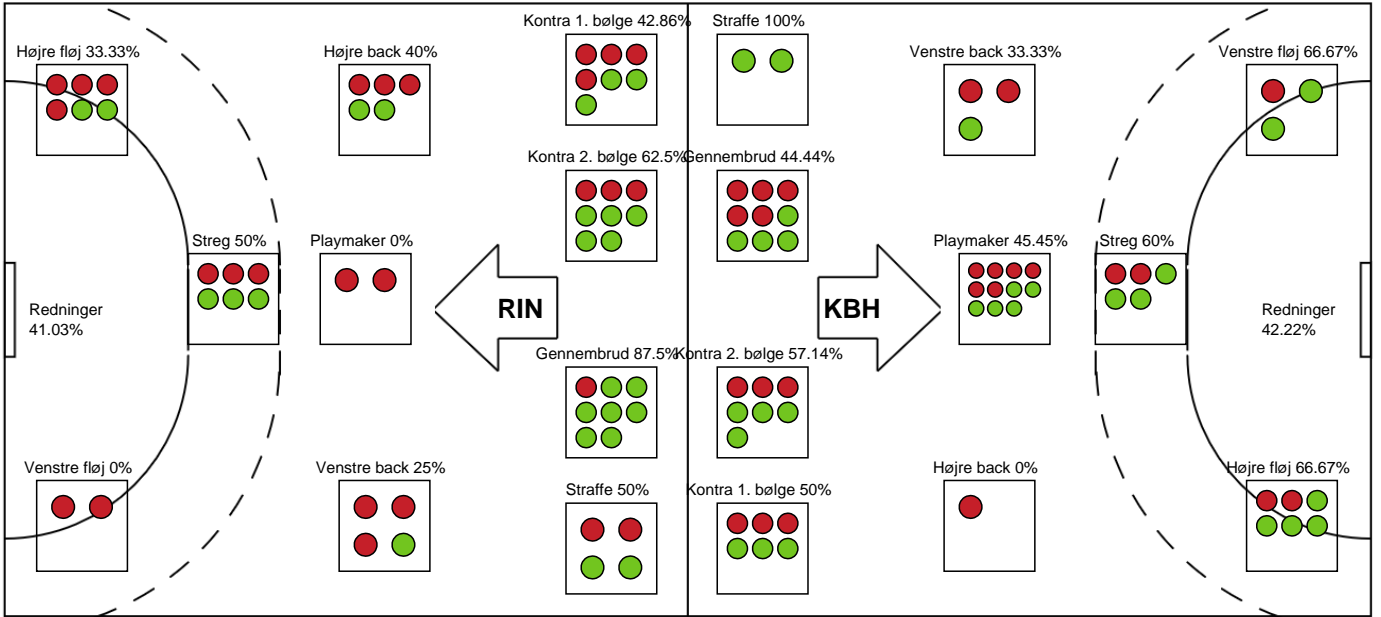 Kontra 1. bølge 42.86%
Straffe 100%
Højre fløj 33.33%
Højre back 40%
Venstre back 33.33%
Venstre fløj 66.67%
Kontra 2. bølge 62.5%
Gennembrud 44.44%
Streg 50%
Playmaker 0%
Playmaker 45.45%
Streg 60%
Redninger
41.03%
RIN
KBH
Redninger
42.22%
Gennembrud 87.5%
Kontra 2. bølge 57.14%
Venstre fløj 0%
Venstre back 25%
Højre back 0%
Højre fløj 66.67%
Straffe 50%
Kontra 1. bølge 50%